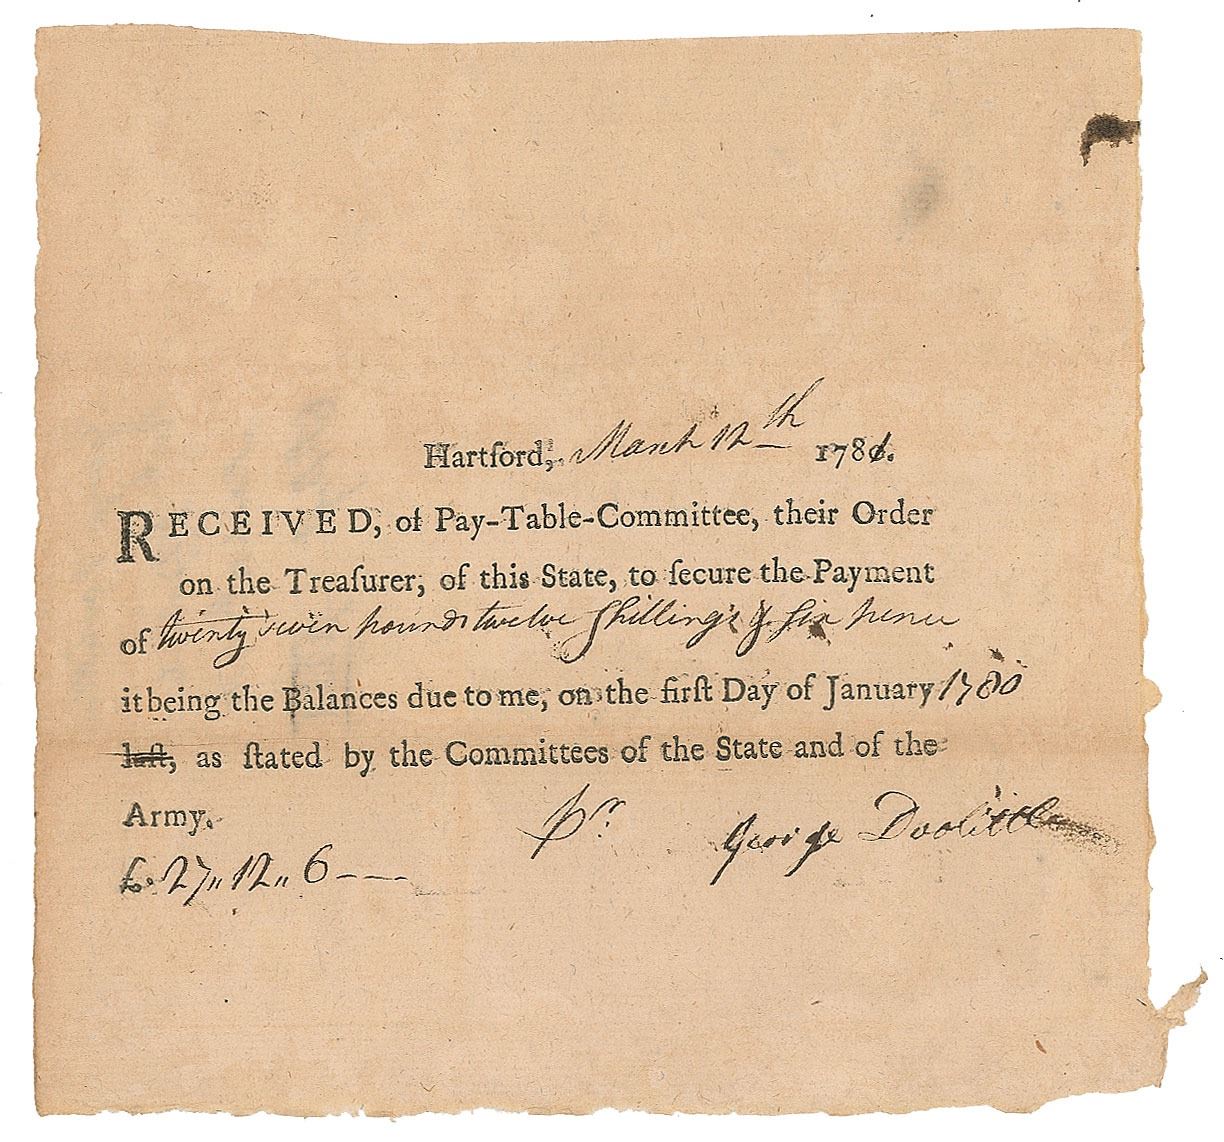 Hartford, March 12th 1781.
RECEIVED, of Pay-Table-Committee, their Order
on the Treaſurer, of this State, to ſecure the Payment
of twenty seven pounds twelve Shillings & six pence
it being the Balances due to me, on the firſt Day of January 1780
laſt, as ſtated by the Committees of the State and of the
Army.
pr. George Doolittle
£. 27,, 12,, 6 - - -